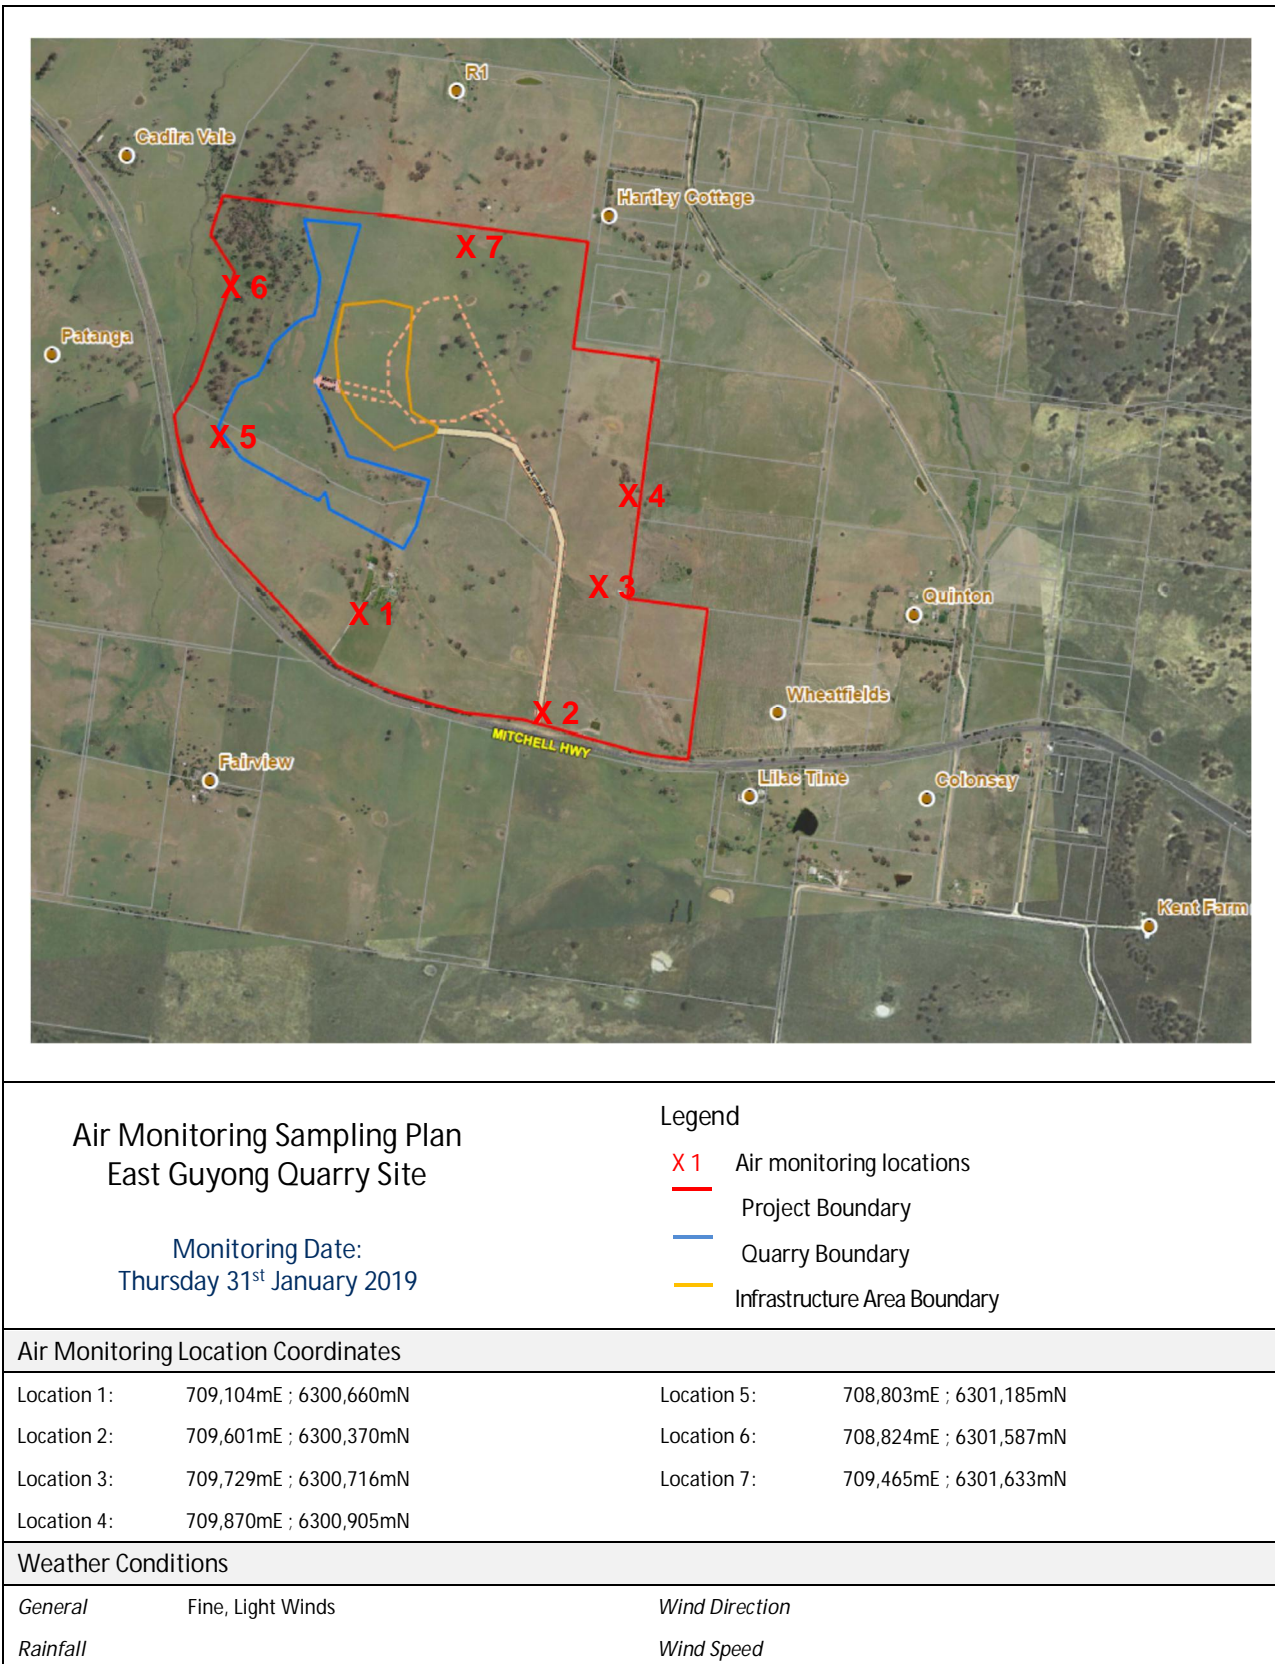 R1
Cadira Vale
Hartley Cottage
X 7
X 6
Patanga
X 5
X 4
X 3
Quinton
X 1
Wheatfields
X 2
MITCHELL HWY
Fairview
Lilac Time
Colonsay
Kent Farm
Air Monitoring Sampling Plan
East Guyong Quarry Site
Monitoring Date:
Thursday 31st January 2019
Legend
X 1 Air monitoring locations
Project Boundary
Quarry Boundary
Infrastructure Area Boundary
Air Monitoring Location Coordinates
Location 1: 709,104mE ; 6300,660mN
Location 5: 708,803mE ; 6301,185mN
Location 2: 709,601mE ; 6300,370mN
Location 6: 708,824mE ; 6301,587mN
Location 3: 709,729mE ; 6300,716mN
Location 7: 709,465mE ; 6301,633mN
Location 4: 709,870mE ; 6300,905mN
Weather Conditions
General Fine, Light Winds
Wind Direction
Rainfall
Wind Speed